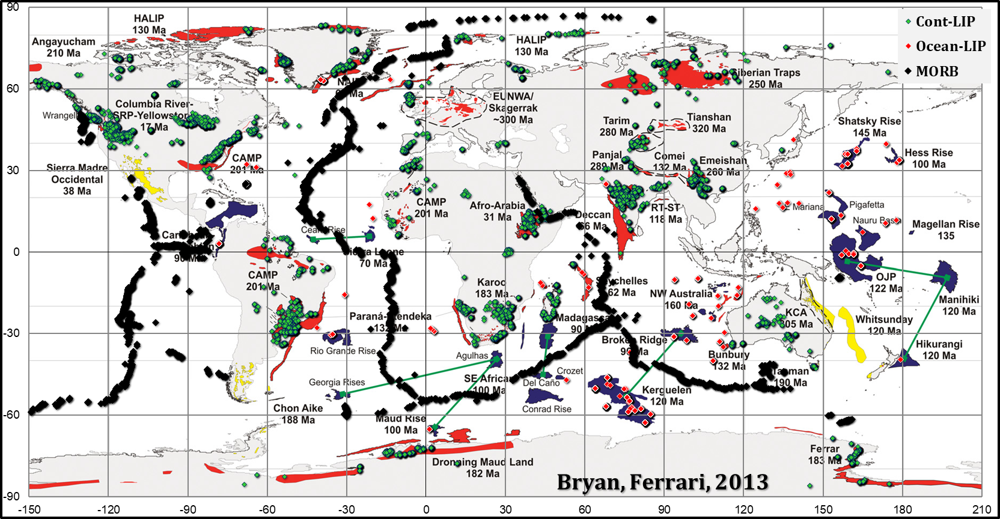 90
60
30
0
-30
-60
-90
-150
-120
-90
-60
-30
0
30
60
90
120
150
180
210
Cont-LIP
Ocean-LIP
MORB
HALIP
130 Ma
Angayucham
210 Ma
HALIP
130 Ma
Siberian Traps
250 Ma
Columbia River-
SRP-Yellowstone
17 Ma
EUNWA/
Skagerrak
~300 Ma
Tarim
280 Ma
Tianshan
320 Ma
Shatsky Rise
145 Ma
Hess Rise
100 Ma
Panjal
289 Ma
Comei
132 Ma
Emeishan
260 Ma
CAMP
201 Ma
Sierra Madre
Occidental
38 Ma
CAMP
201 Ma
Afro-Arabia
31 Ma
Deccan
66 Ma
RT-ST
118 Ma
Mariana
Pigafetta
Nauru Basin
Magellan Rise
135
Ceara Rise
Sierra Leone
70 Ma
CAMP
201 Ma
Karoo
183 Ma
Seychelles
62 Ma
NW Australia
160 Ma
OJP
122 Ma
Manihiki
120 Ma
Paraná-Etendeka
132 Ma
Madagascar
90
KCA
305 Ma
Whitsunday
120 Ma
Rio Grande Rise
Agulhas
Broken Ridge
Bunbury
132 Ma
Hikurangi
120 Ma
Georgia Rises
SE African
100 Ma
Del Caño
Crozet
Conrad Rise
Kerguelen
120 Ma
Tasman
190 Ma
Chon Aike
188 Ma
Maud Rise
100 Ma
Dronning Maud Land
182 Ma
Ferrar
183 Ma
Bryan, Ferrari, 2013